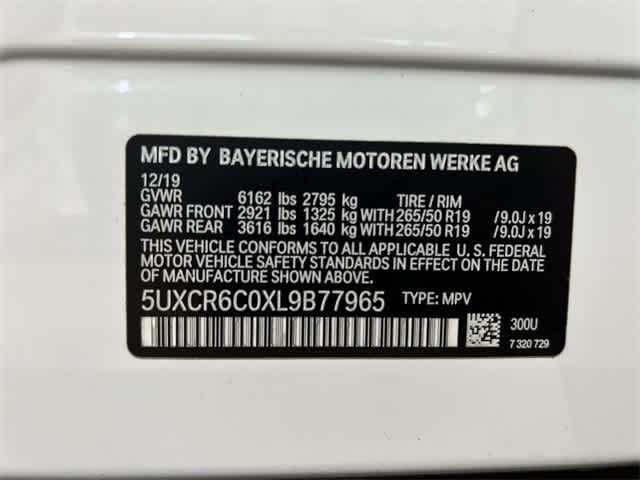 MFD BY BAYERISCHE MOTOREN WERKE AG
12/19
GVWR 6162 lbs 2795 kg TIRE / RIM
GAWR FRONT 2921 lbs 1325 kg WITH 265/50 R19 /9.0J x 19
GAWR REAR 3616 lbs 1640 kg WITH 265/50 R19 /9.0J x 19
THIS VEHICLE CONFORMS TO ALL APPLICABLE U.S. FEDERAL
MOTOR VEHICLE SAFETY STANDARDS IN EFFECT ON THE
DATE OF MANUFACTURE SHOWN ABOVE.
5UXCR6C0XL9B77965 TYPE: MPV
300U
7 320 729